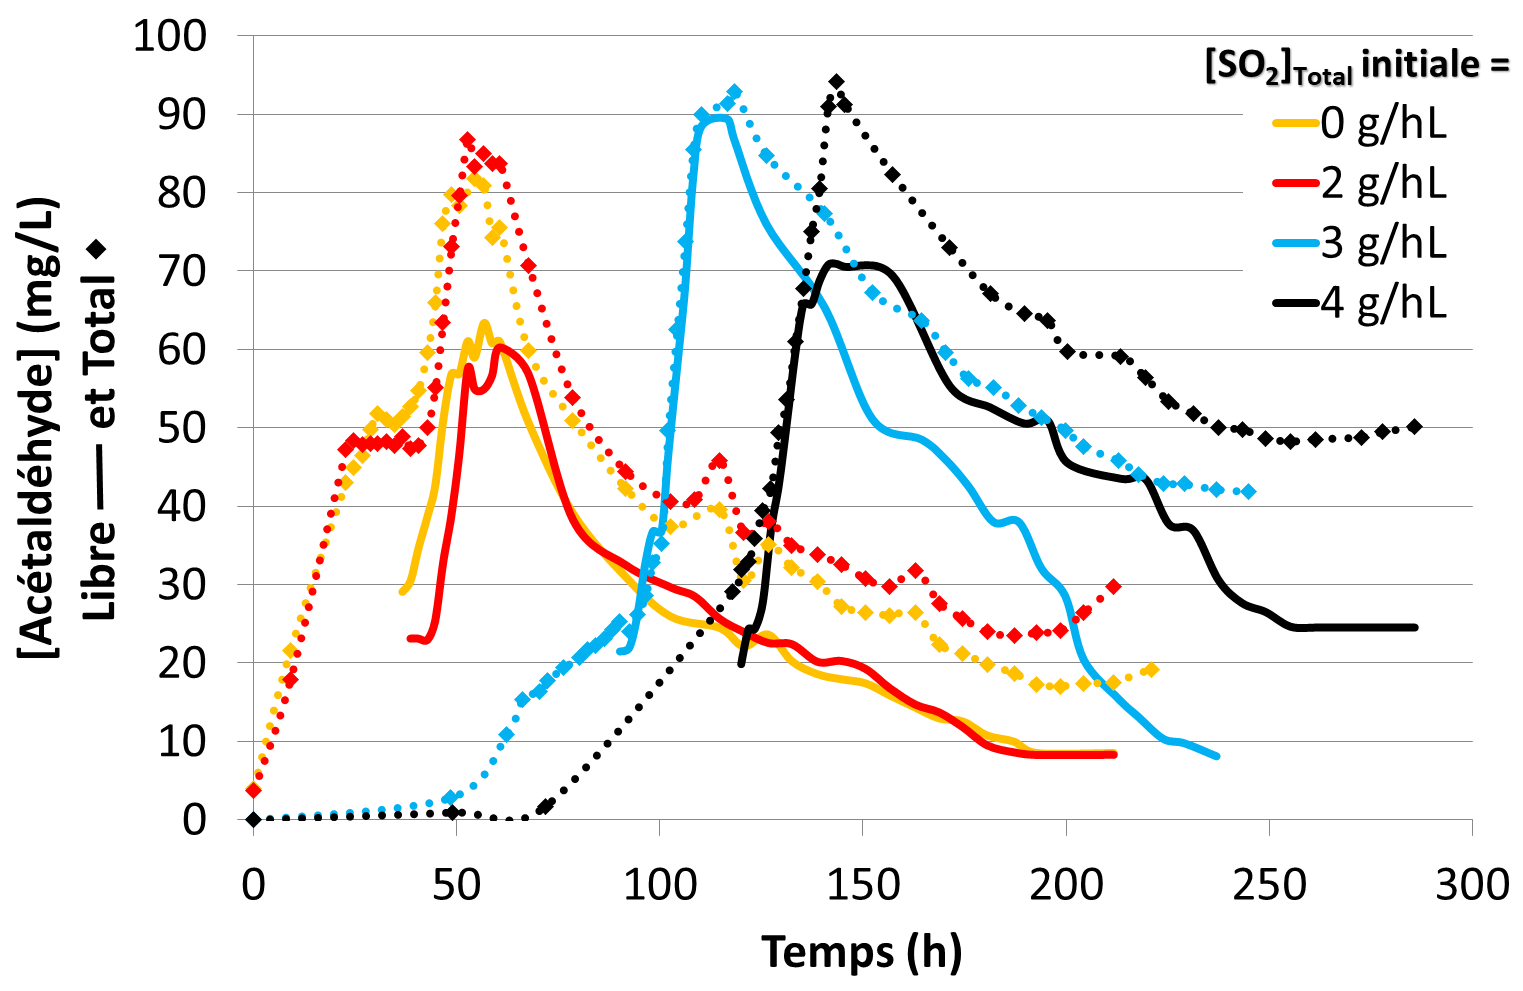 [Acétaldéhyde] (mg/L)
Libre — et Total ◆
100
90
80
70
60
50
40
30
20
10
0
[SO₂]Total initiale =
0 g/hL
2 g/hL
3 g/hL
4 g/hL
0 50 100 150 200 250 300
Temps (h)